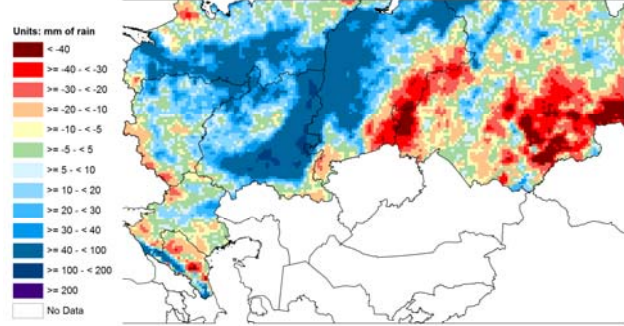 Units: mm of rain
< -40
>= -40 - < -30
>= -30 - < -20
>= -20 - < -10
>= -10 - < -5
>= -5 - < 5
>= 5 - < 10
>= 10 - < 20
>= 20 - < 30
>= 30 - < 40
>= 40 - < 100
>= 100 - < 200
>= 200
No Data